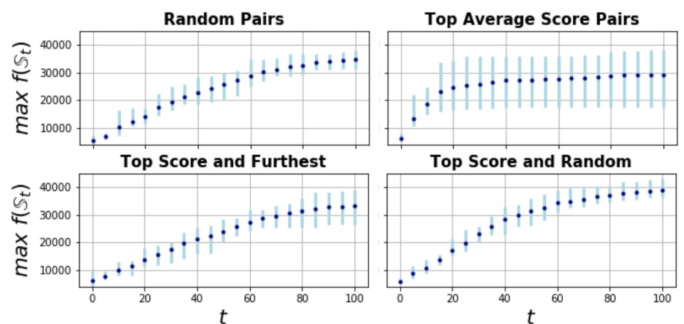 Random Pairs
Top Average Score Pairs
max f(𝕊t)
40000
30000
20000
10000
Top Score and Furthest
Top Score and Random
max f(𝕊t)
40000
30000
20000
10000
0 20 40 60 80 100
0 20 40 60 80 100
t
t